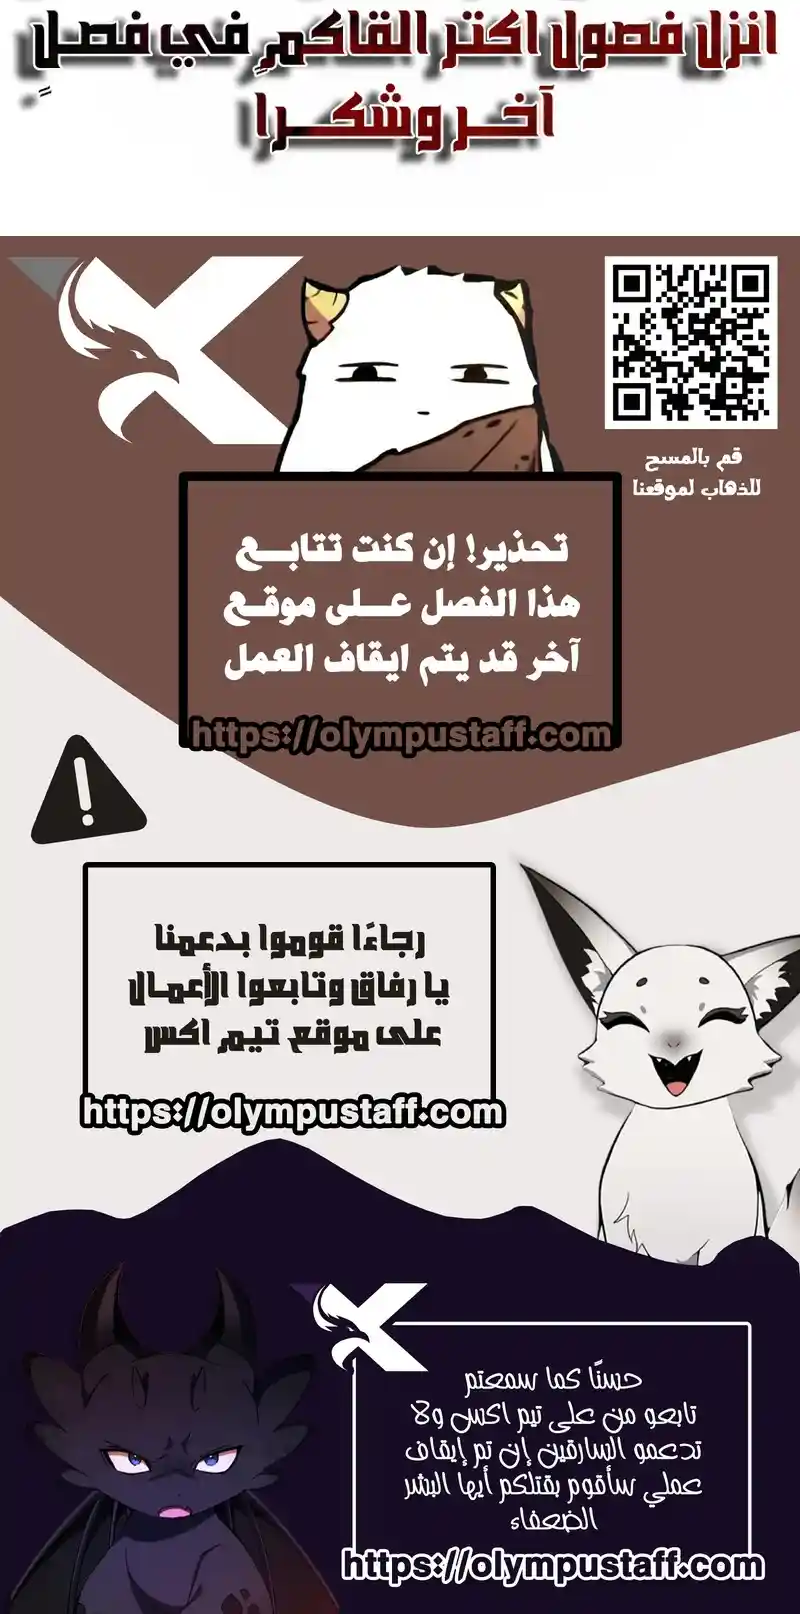 انزل فصول اكتر القاكمٍ في فصلٍ
آخر وشكراً
قم بالمسح
للذهاب لموقعنا
تحذير! إن كنت تتابع
هذا الفصل على موقع
آخر قد يتم ايقاف العمل
https://olympustaff.com
رجاءًا قوموا بدعمنا
يا رفاق وتابعوا الأعمال
على موقع تيم اكس
https://olympustaff.com
حسنًا كما سمعتم
تابعو من على تيم اكس ولا
تدعمو السارقين إن تم إيقاف
عملي سأقوم بقتلكم أيها البشر
الضعفاء
https://olympustaff.com